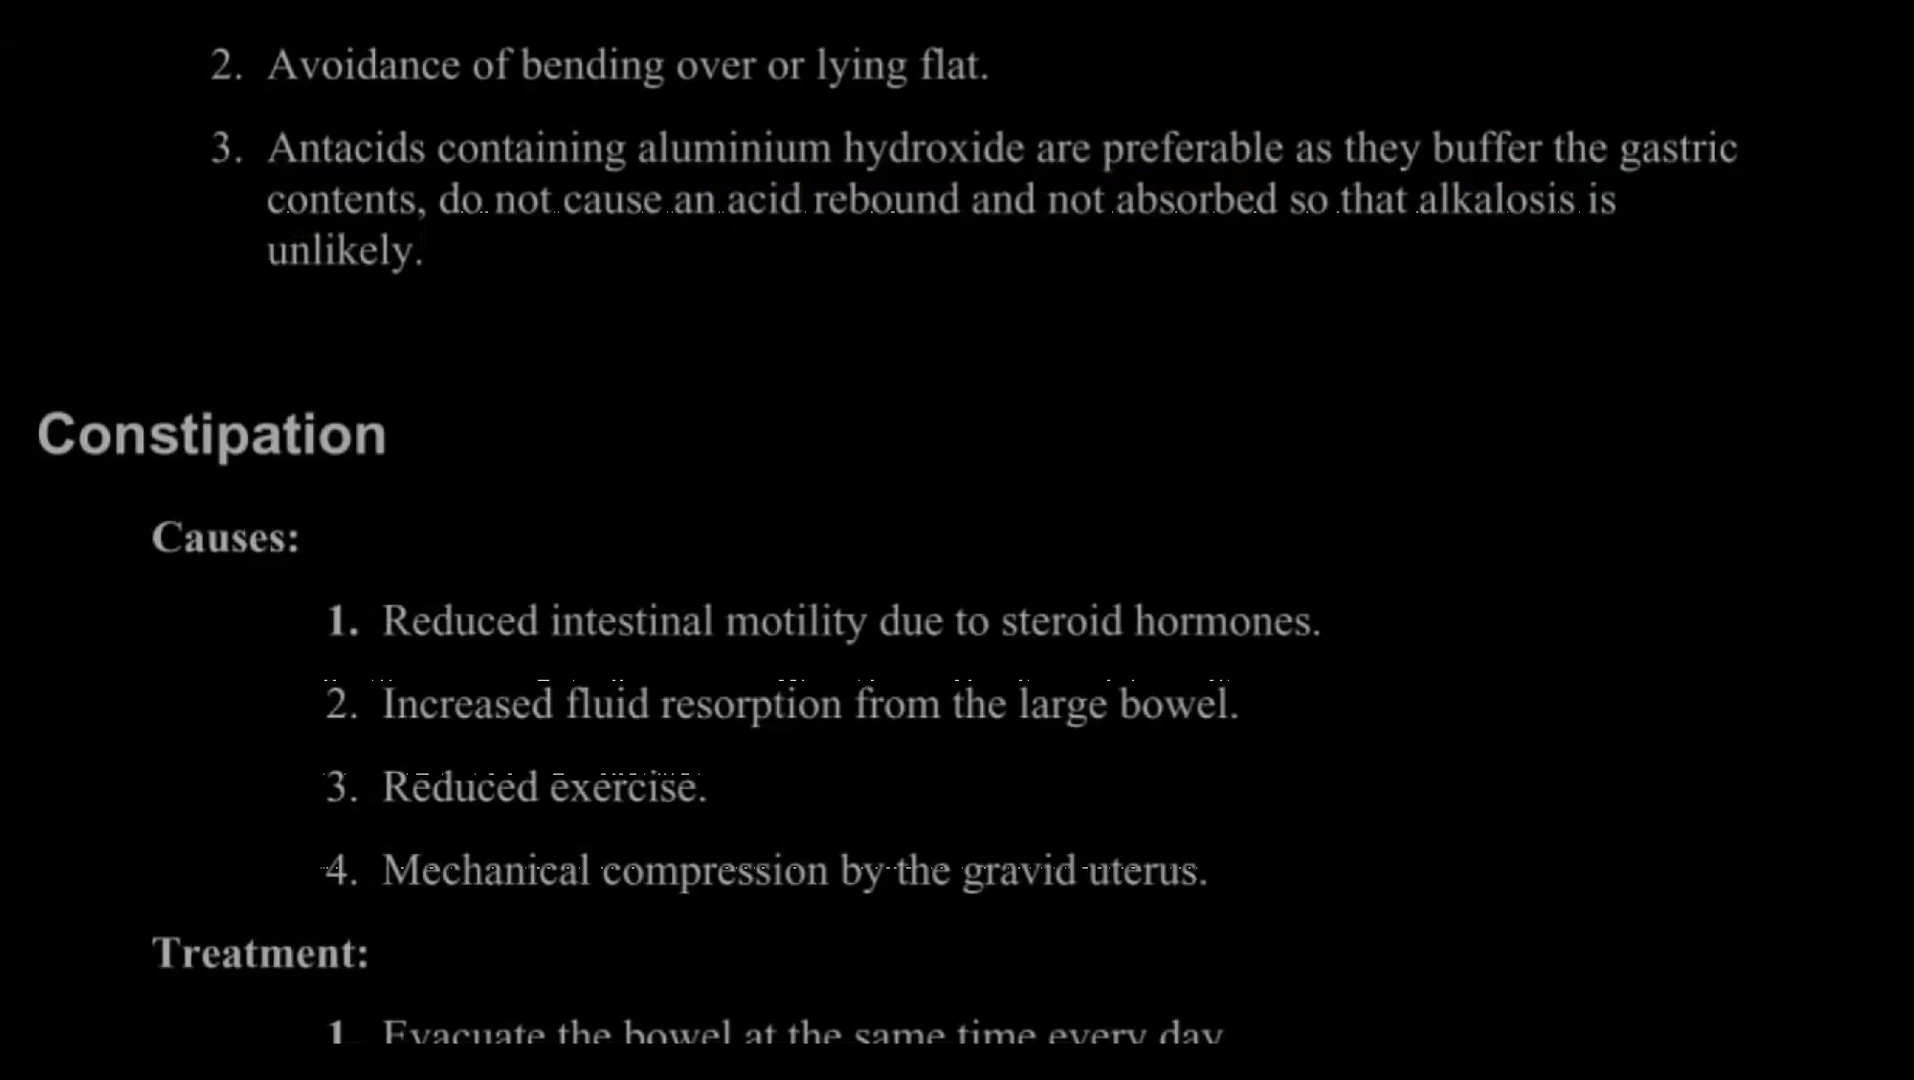 2. Avoidance of bending over or lying flat.
3. Antacids containing aluminium hydroxide are preferable as they buffer the gastric
contents, do not cause an acid rebound and not absorbed so that alkalosis is
unlikely.
Constipation
Causes:
1. Reduced intestinal motility due to steroid hormones.
2. Increased fluid resorption from the large bowel.
3. Reduced exercise.
4. Mechanical compression by the gravid uterus.
Treatment:
1. Evacuate the bowel at the same time every day